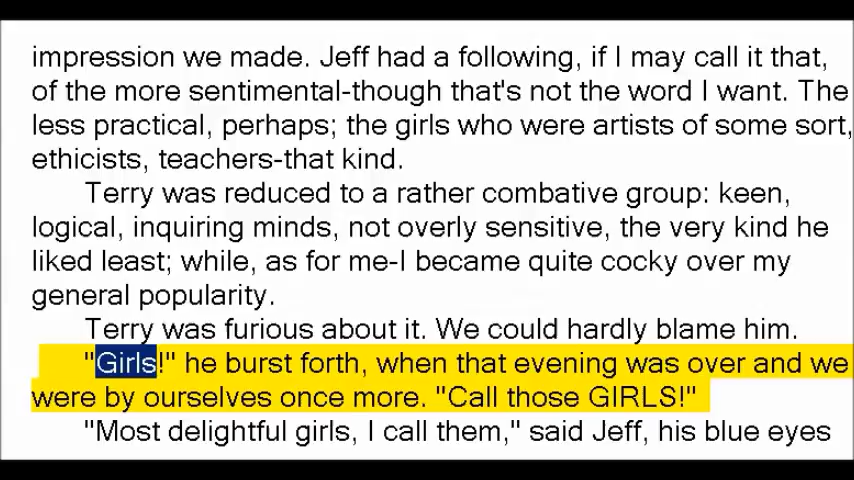 impression we made. Jeff had a following, if I may call it that,
of the more sentimental-though that's not the word I want. The
less practical, perhaps; the girls who were artists of some sort,
ethicists, teachers-that kind.
Terry was reduced to a rather combative group: keen,
logical, inquiring minds, not overly sensitive, the very kind he
liked least; while, as for me-I became quite cocky over my
general popularity.
Terry was furious about it. We could hardly blame him.
"Girls!" he burst forth, when that evening was over and we
were by ourselves once more. "Call those GIRLS!"
"Most delightful girls, I call them," said Jeff, his blue eyes